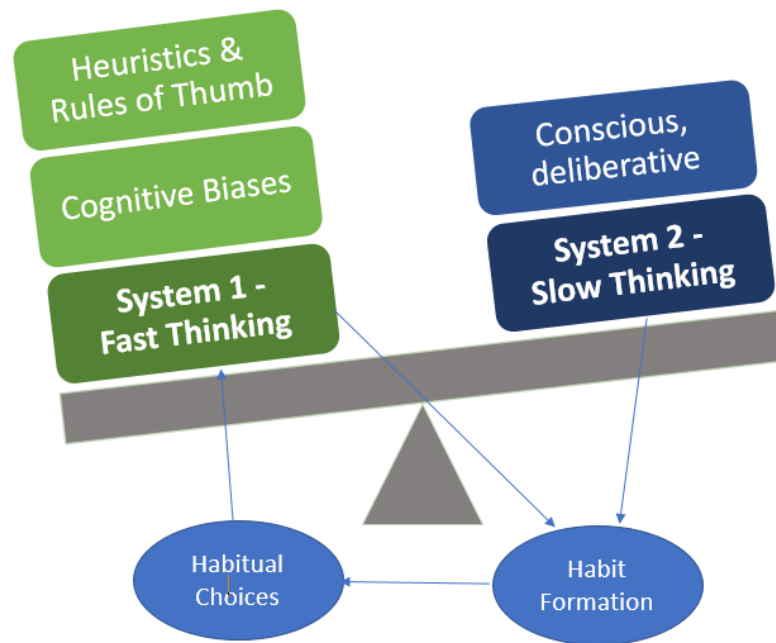 Heuristics &
Rules of Thumb
Cognitive Biases
System 1 -
Fast Thinking
Conscious,
deliberative
System 2 -
Slow Thinking
Habitual
Choices
Habit
Formation